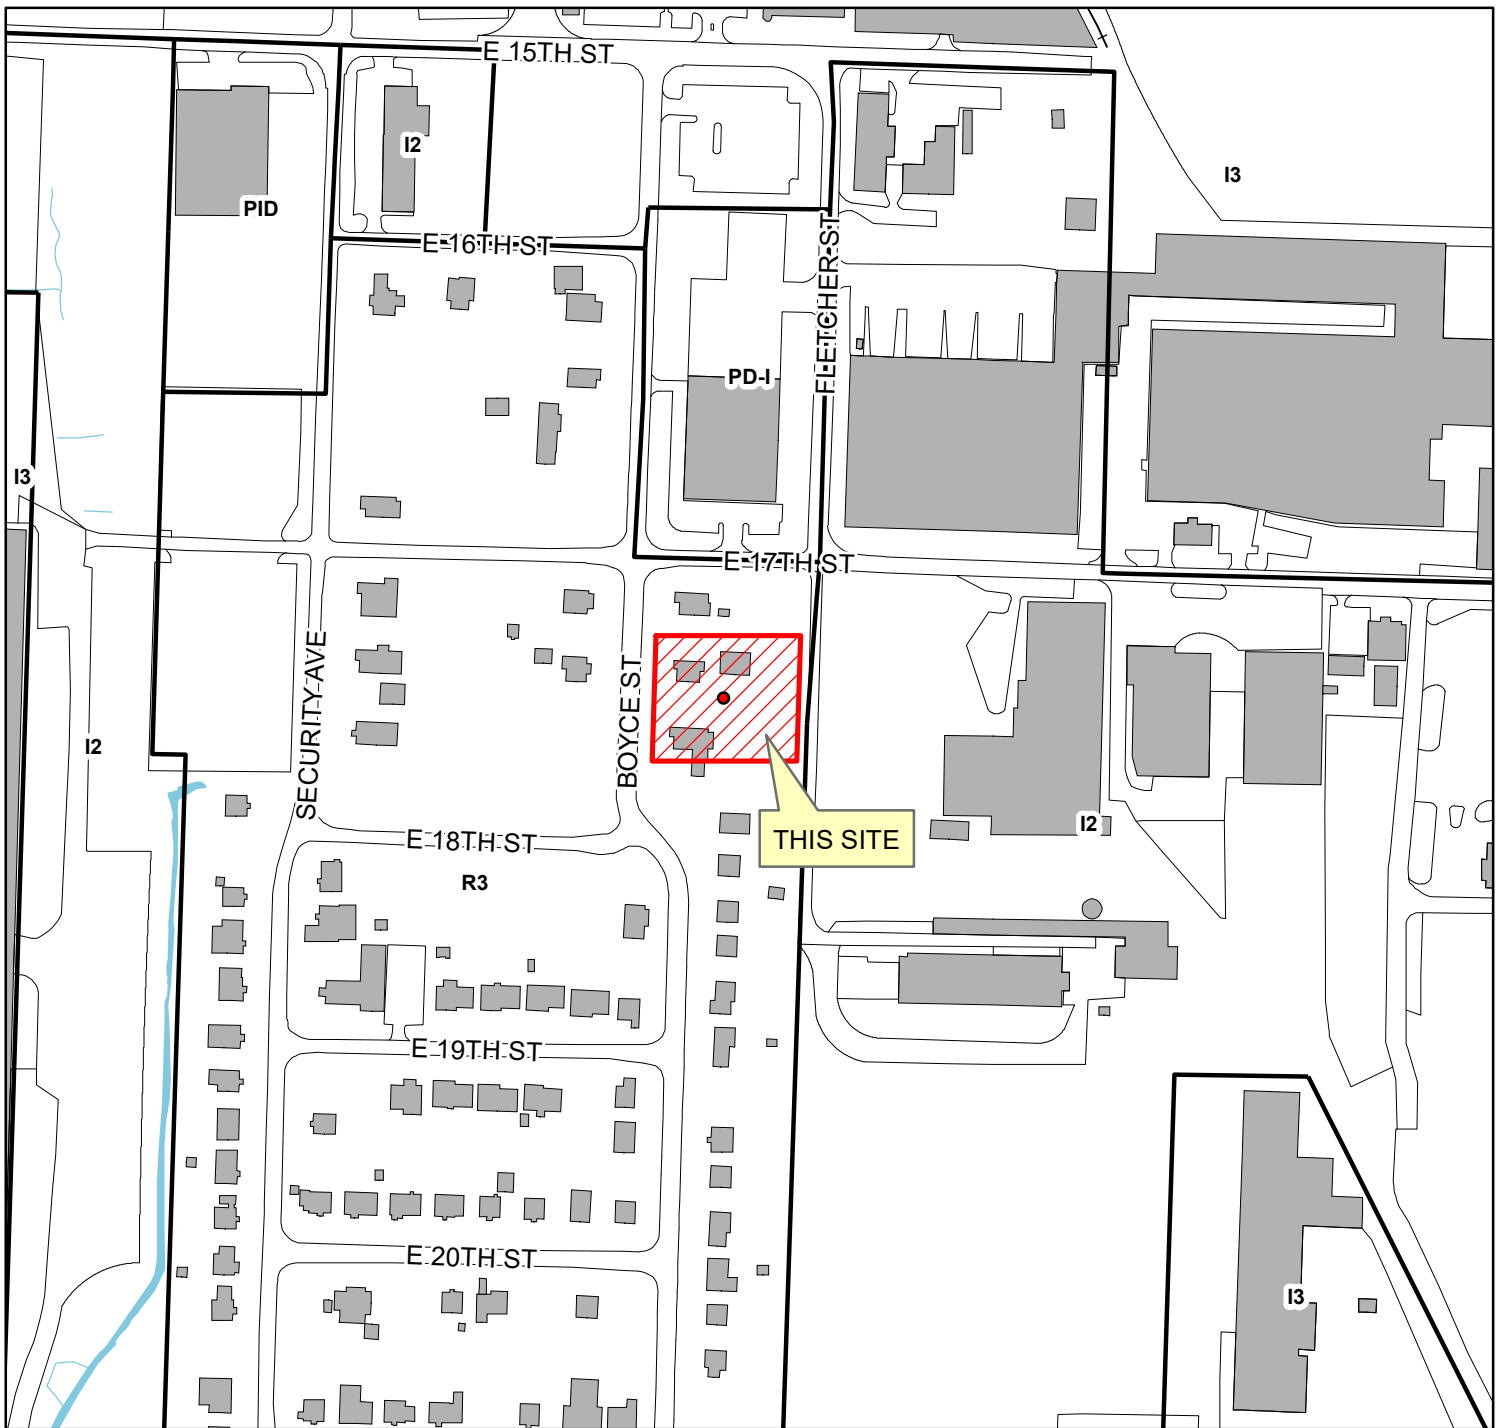 E 15TH ST
I2
I3
PID
E 16TH ST
FLETCHER ST
PD-I
I3
E 17TH ST
SECURITY AVE
BOYCE ST
I2
THIS SITE
I2
E 18TH ST
R3
E 19TH ST
E 20TH ST
I3